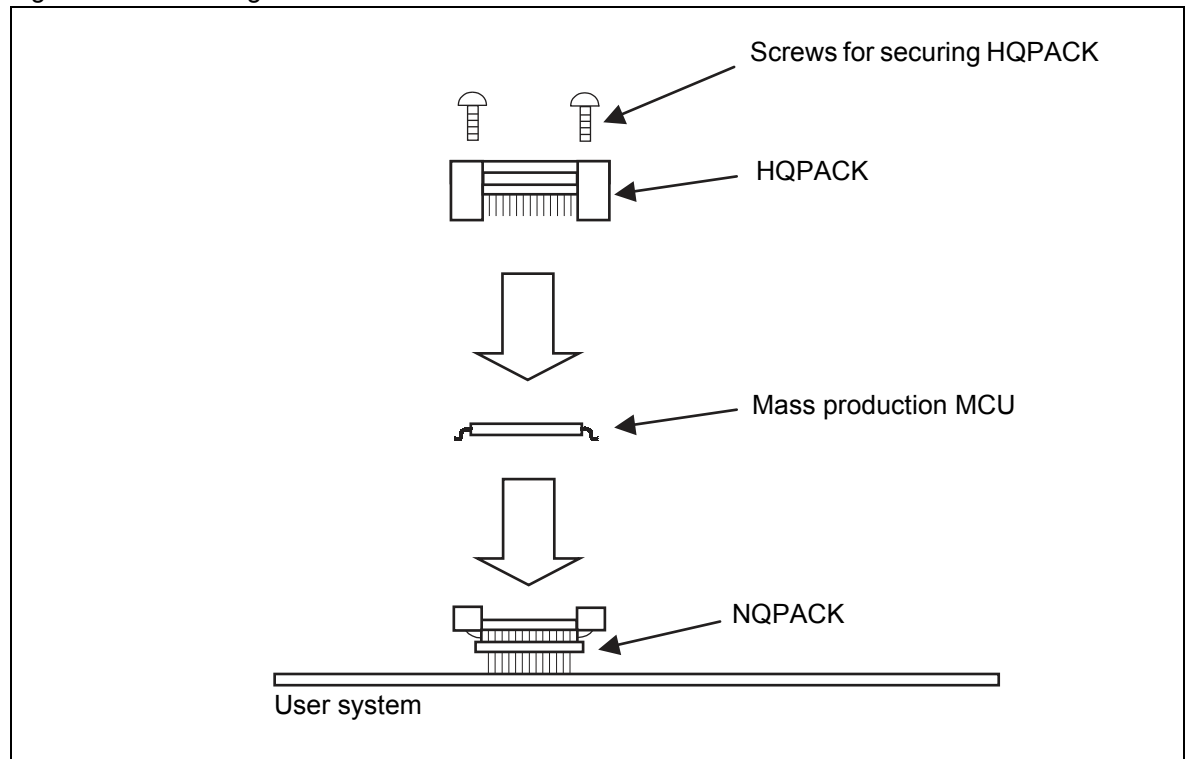 Screws for securing HQPACK
HQPACK
Mass production MCU
NQPACK
User system